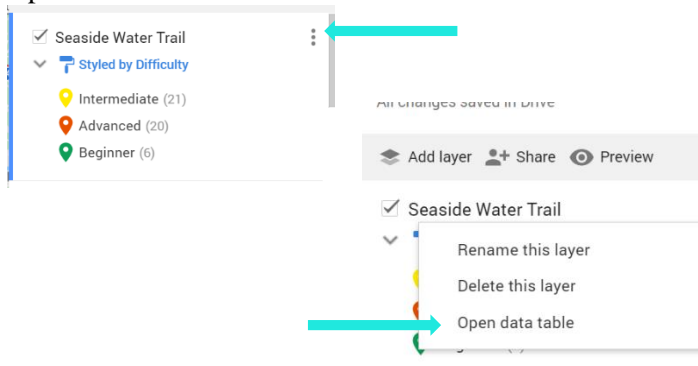 Seaside Water Trail
Styled by Difficulty
Intermediate (21)
Advanced (20)
Beginner (6)
All changes saved in Drive
Add layer Share Preview
Seaside Water Trail
Rename this layer
Delete this layer
Open data table